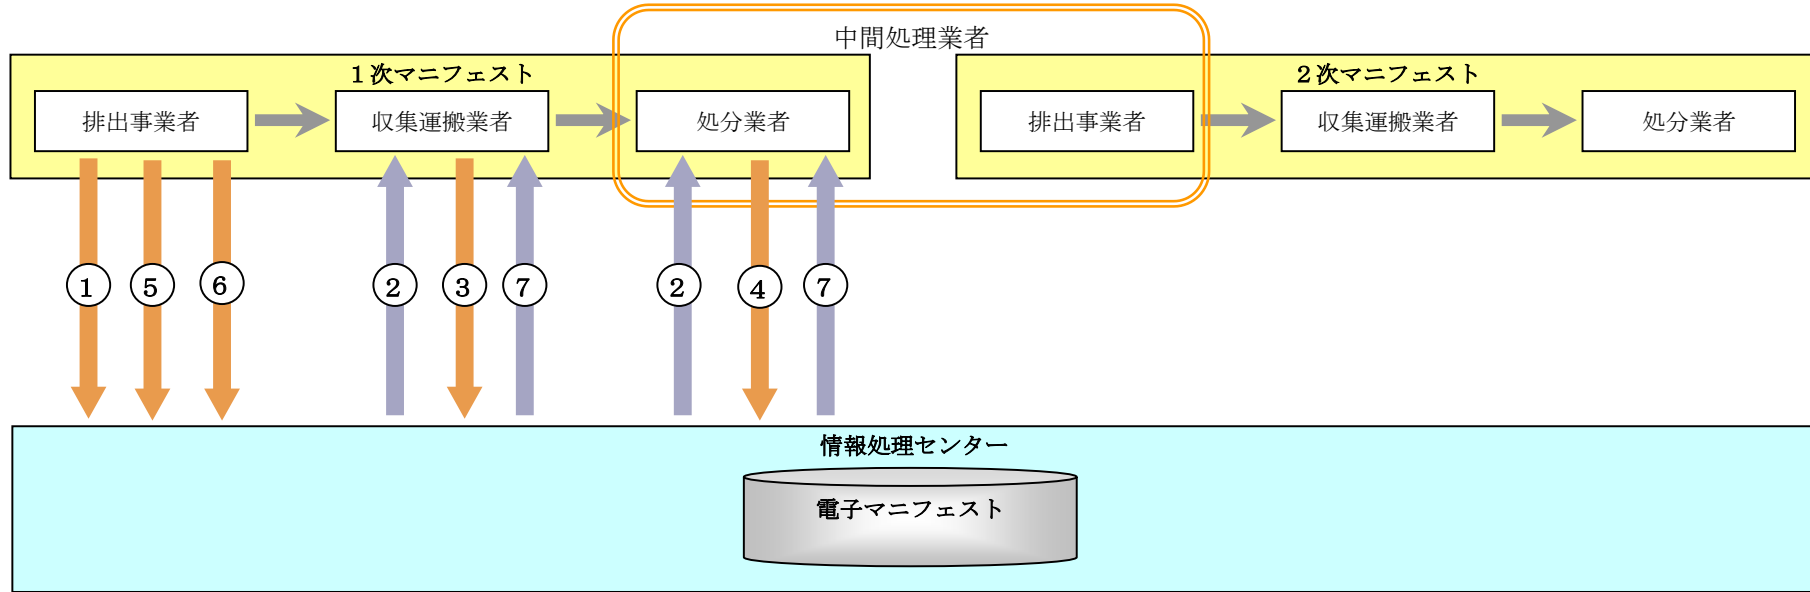 中間処理業者
１次マニフェスト
２次マニフェスト
排出事業者
収集運搬業者
処分業者
排出事業者
収集運搬業者
処分業者
1
5
6
2
3
7
2
4
7
情報処理センター
電子マニフェスト